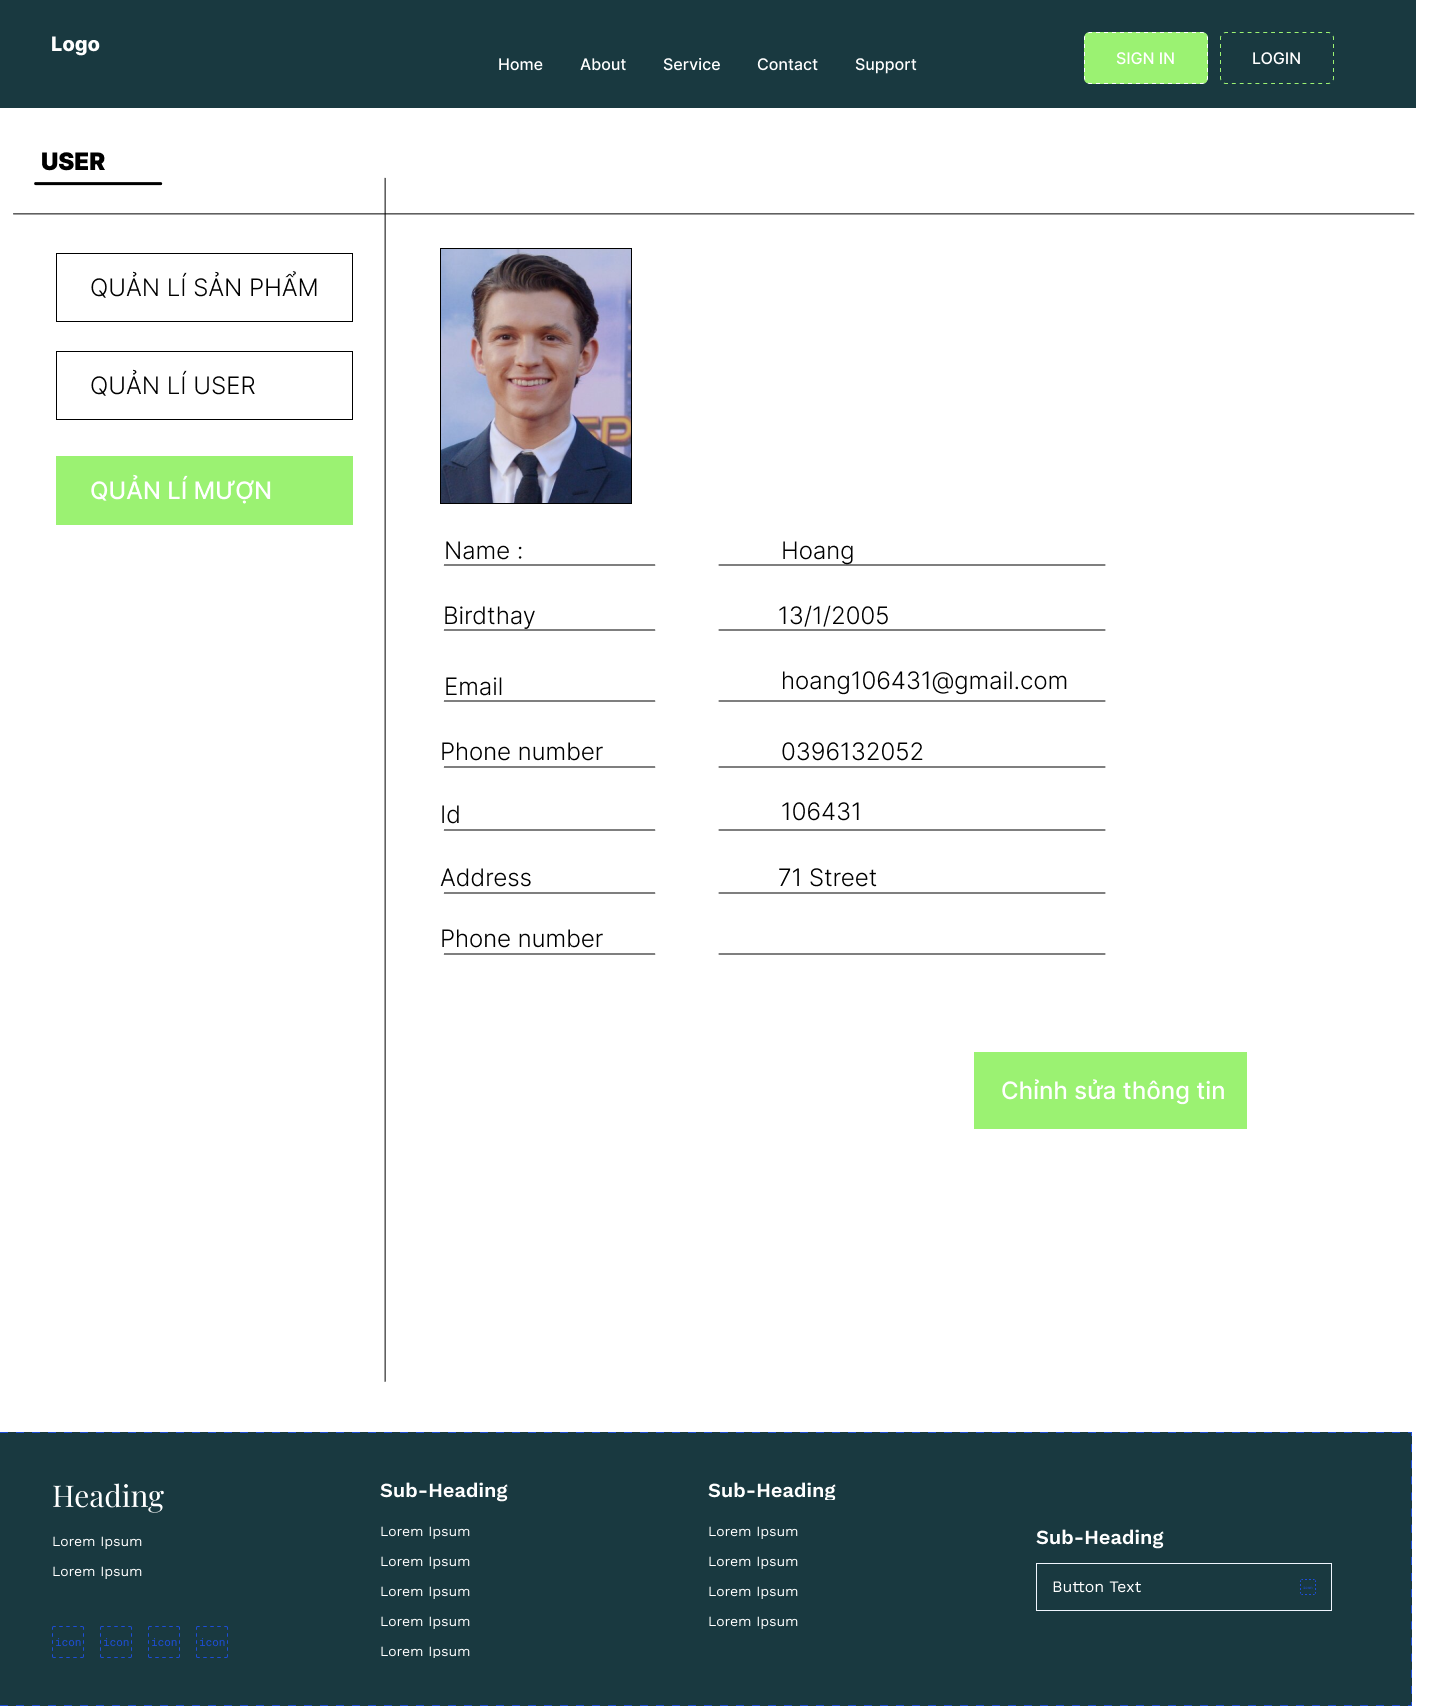 Logo
Home About Service Contact Support
SIGN IN LOGIN
USER
QUẢN LÍ SẢN PHẨM
QUẢN LÍ USER
QUẢN LÍ MƯỢN
Name : Hoang
Birdthay 13/1/2005
Email hoang106431@gmail.com
Phone number 0396132052
Id 106431
Address 71 Street
Phone number
Chỉnh sửa thông tin
Heading
Lorem Ipsum
Lorem Ipsum
icon icon icon icon
Sub-Heading
Lorem Ipsum
Lorem Ipsum
Lorem Ipsum
Lorem Ipsum
Lorem Ipsum
Sub-Heading
Lorem Ipsum
Lorem Ipsum
Lorem Ipsum
Lorem Ipsum
Sub-Heading
Button Text